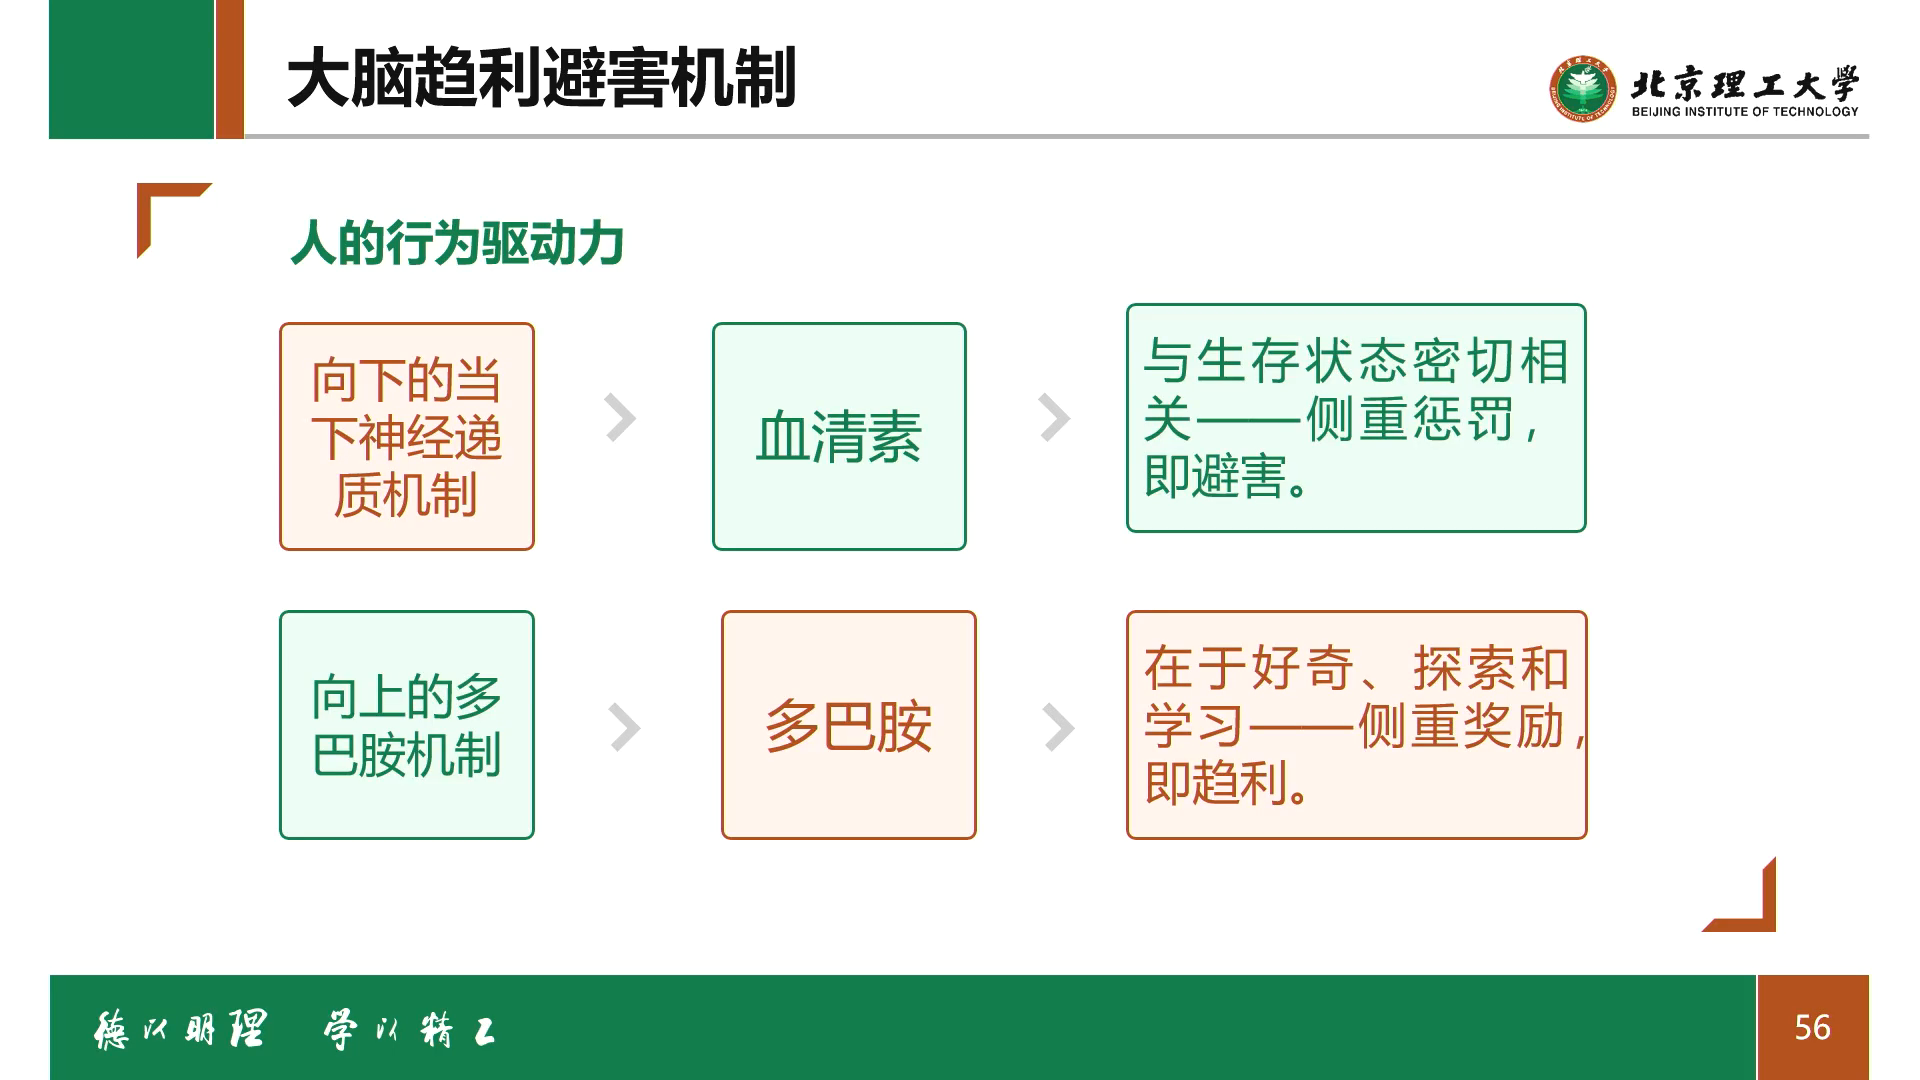 大脑趋利避害机制
北京理工大学
BEIJING INSTITUTE OF TECHNOLOGY
人的行为驱动力
向下的当
下神经递
质机制
血清素
与生存状态密切相
关——侧重惩罚，
即避害。
向上的多
巴胺机制
多巴胺
在于好奇、探索和
学习——侧重奖励，
即趋利。
德以明理 学以精工
56